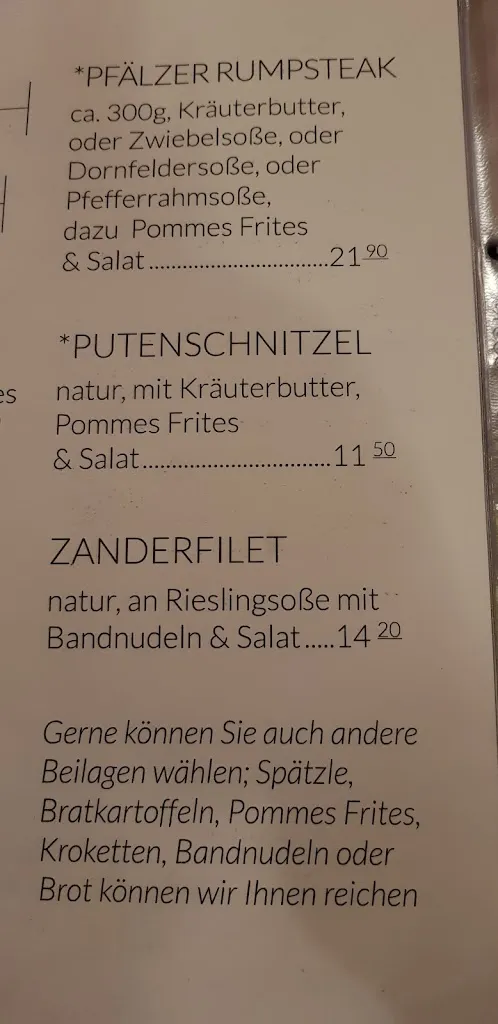 *PFÄLZER RUMPSTEAK
ca. 300g, Kräuterbutter,
oder Zwiebelsoße, oder
Dornfeldersoße, oder
Pfefferrahmsoße,
dazu Pommes Frites
& Salat..............................21 90
*PUTENSCHNITZEL
es
natur, mit Kräuterbutter,
Pommes Frites
& Salat................................11 50
ZANDERFILET
natur, an Rieslingsoße mit
Bandnudeln & Salat.....14 20
Gerne können Sie auch andere
Beilagen wählen; Spätzle,
Bratkartoffeln, Pommes Frites,
Kroketten, Bandnudeln oder
Brot können wir Ihnen reichen